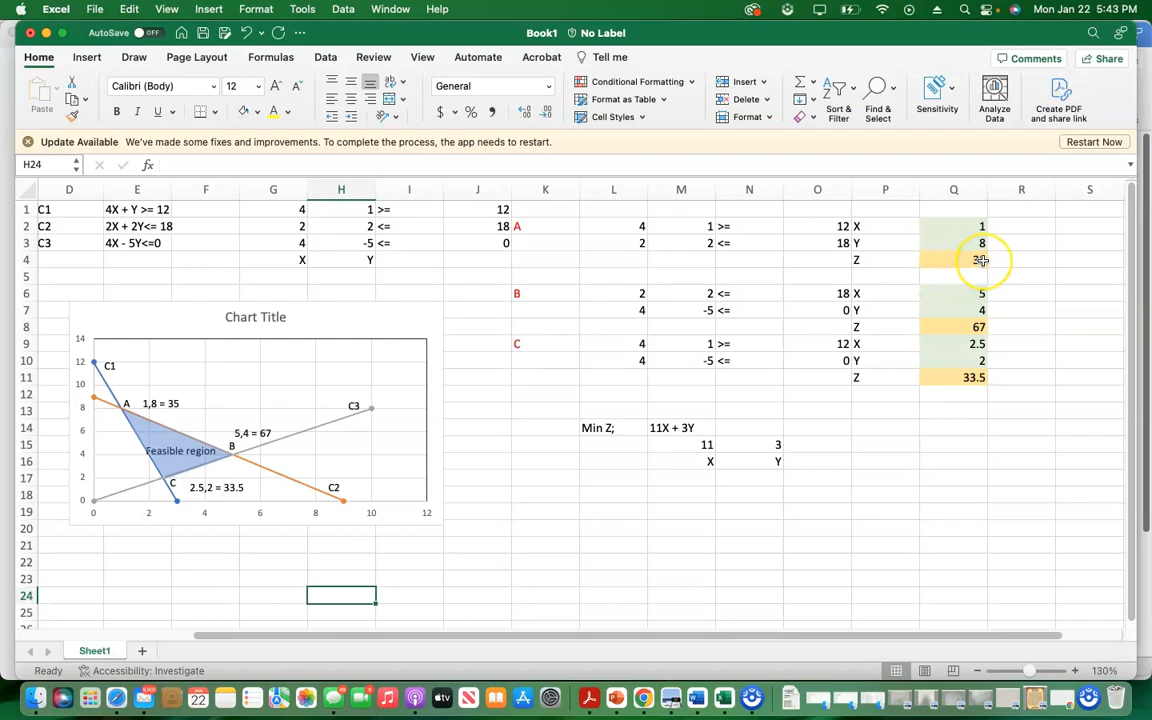 Excel File Edit View Insert Format Tools Data Window Help Mon Jan 22 5:43 PM
AutoSave OFF Book1 No Label
Home Insert Draw Page Layout Formulas Data Review View Automate Acrobat Tell me Comments Share
Paste Calibri (Body) 12 General Conditional Formatting Insert
Format as Table Delete
Cell Styles Format
B I U Sort & Filter Find & Select Sensitivity Analyze Data Create PDF and share link
Update Available We've made some fixes and improvements. To complete the process, the app needs to restart. Restart Now
H24 fx
D E F G H I J K L M N O P Q R S
1 C1 4X + Y >= 12 4 1 >= 12
2 C2 2X + 2Y<= 18 2 2 <= 18 A 4 1 >= 12 X 1
3 C3 4X - 5Y<=0 4 -5 <= 0 2 2 <= 18 Y 8
4 X Y Z
5
6 B 2 2 <= 18 X 5
7 4 -5 <= 0 Y 4
8 Z 67
9 C 4 1 >= 12 X 2.5
10 4 -5 <= 0 Y 2
11 Z 33.5
12
13
14 Min Z; 11X + 3Y
15 11 3
16 X Y
17
18
19
20
21
22
23
24
25
Chart Title
14
12 C1
10
8 A 1,8 = 35 C3
6 5,4 = 67
B
4 Feasible region
2 C 2.5,2 = 33.5 C2
0
0 2 4 6 8 10 12
Sheet1
Ready Accessibility: Investigate 130%